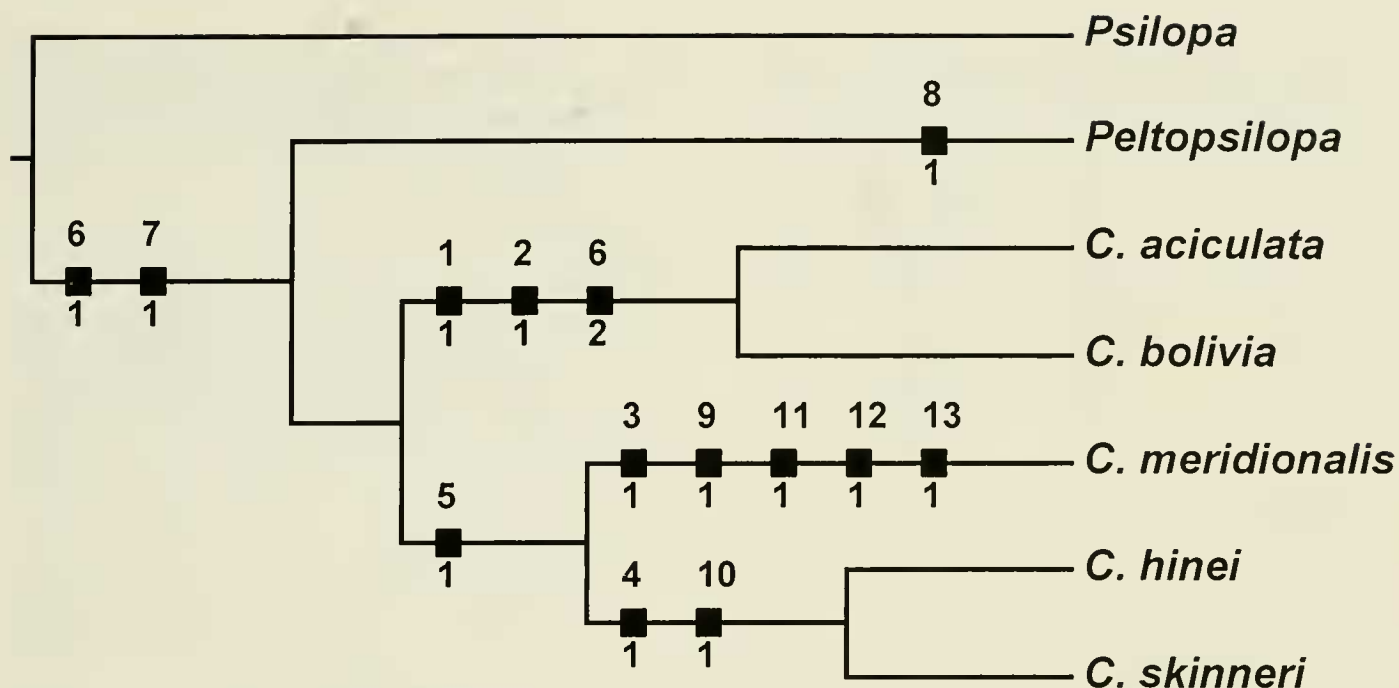 Psilopa
8
Peltopsilopa
1
6 7
1 1
1 2 6
C. aciculata
1 1 2
C. bolivia
3 9 11 12 13
C. meridionalis
1 1 1 1 1
5
1
C. hinei
4 10
1 1
C. skinneri